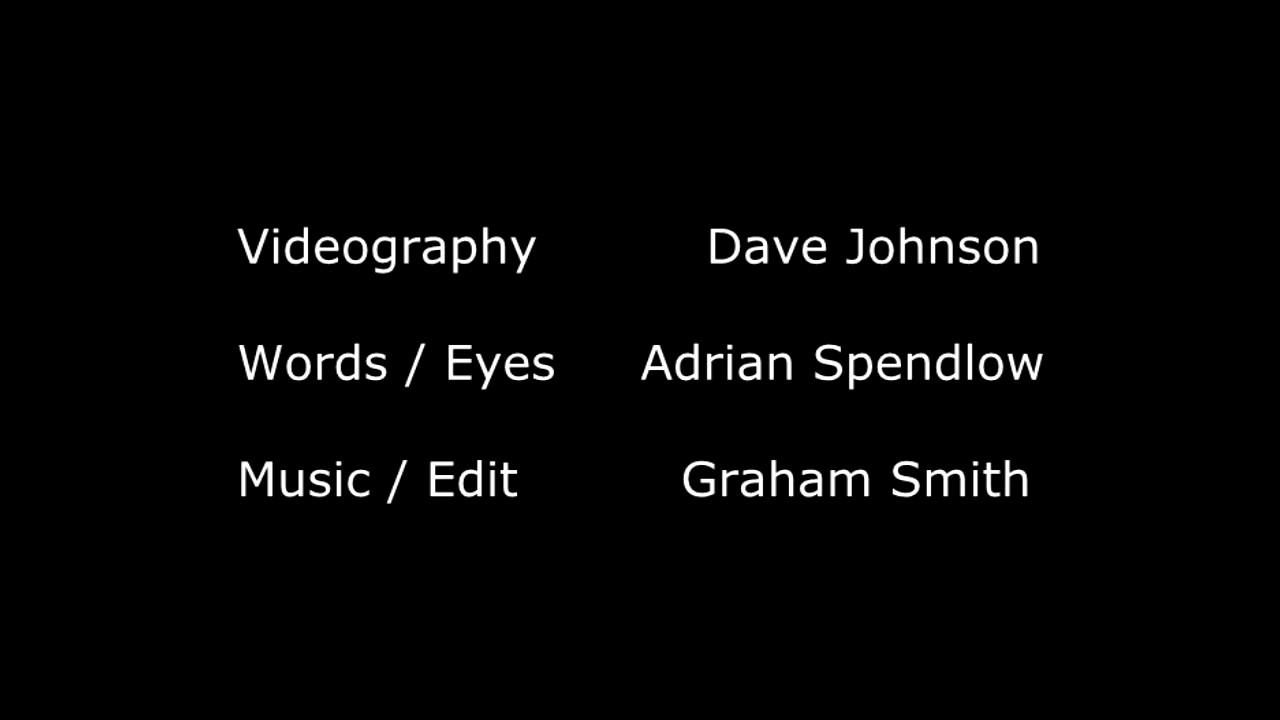 Videography Dave Johnson
Words / Eyes Adrian Spendlow
Music / Edit Graham Smith